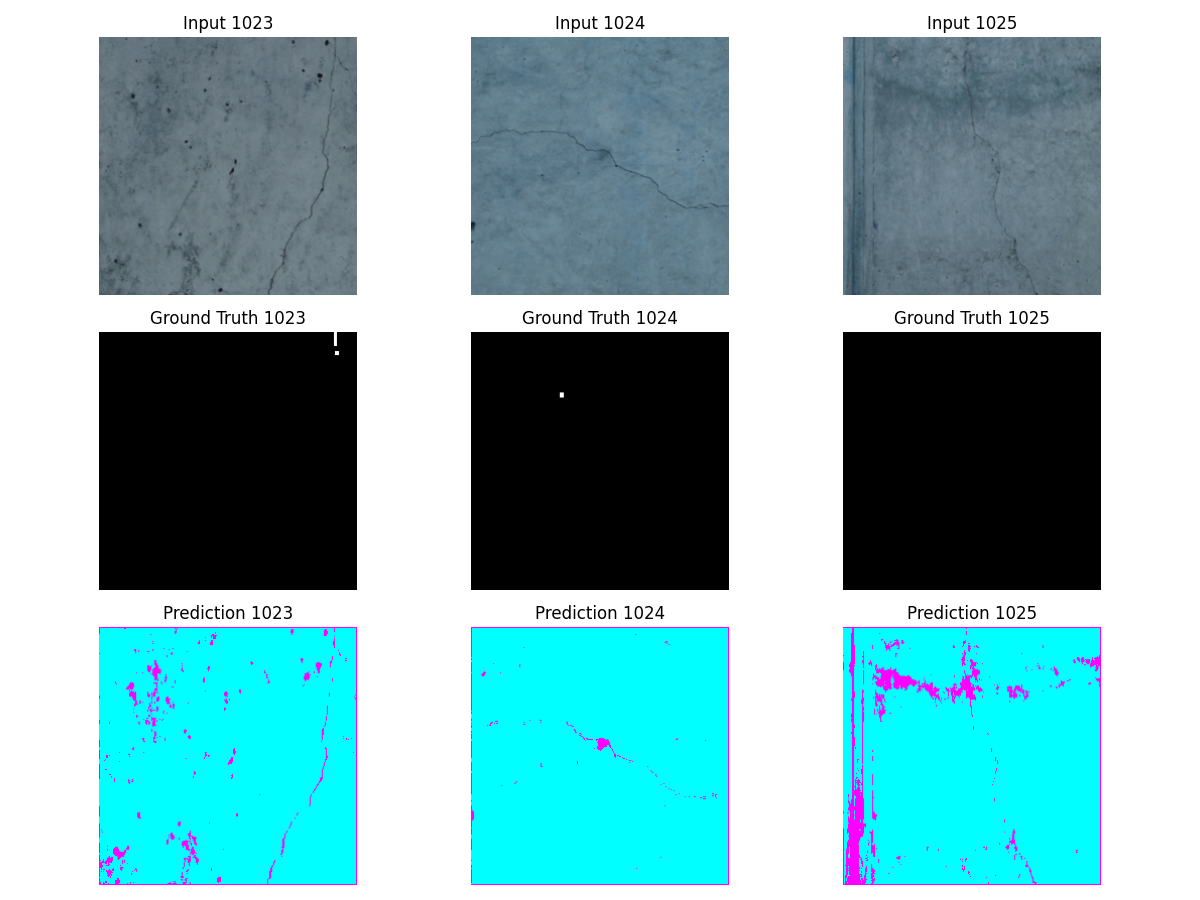 Input 1023
Input 1024
Input 1025
Ground Truth 1023
Ground Truth 1024
Ground Truth 1025
Prediction 1023
Prediction 1024
Prediction 1025